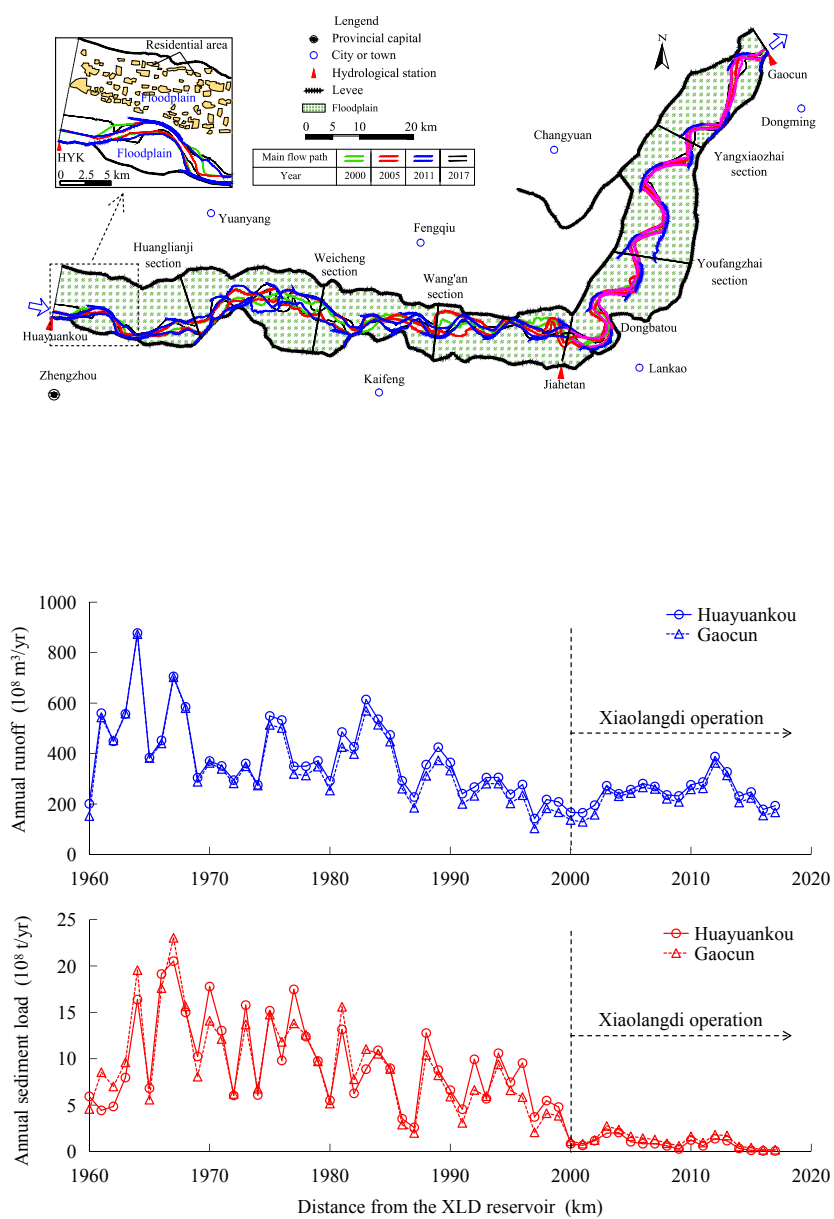 Lengend
Provincial capital
City or town
Hydrological station
Levee
Floodplain
0 5 10 20 km
Main flow path
Year 2000 2005 2011 2017
Residential area
Floodplain
Floodplain
HYK
0 2.5 5 km
N
Gaocun
Dongming
Changyuan
Yangxiaozhai
section
Yuanyang
Fengqiu
Huanglianji
section
Weicheng
section
Wang'an
section
Youfangzhai
section
Huayuankou
Dongbatou
Zhengzhou
Kaifeng
Jiahetan
Lankao
Annual runoff (10⁸ m³/yr)
1000
800
600
400
200
0
Huayuankou
Gaocun
Xiaolangdi operation
1960 1970 1980 1990 2000 2010 2020
Annual sediment load (10⁸ t/yr)
25
20
15
10
5
0
Huayuankou
Gaocun
Xiaolangdi operation
1960 1970 1980 1990 2000 2010 2020
Distance from the XLD reservoir (km)